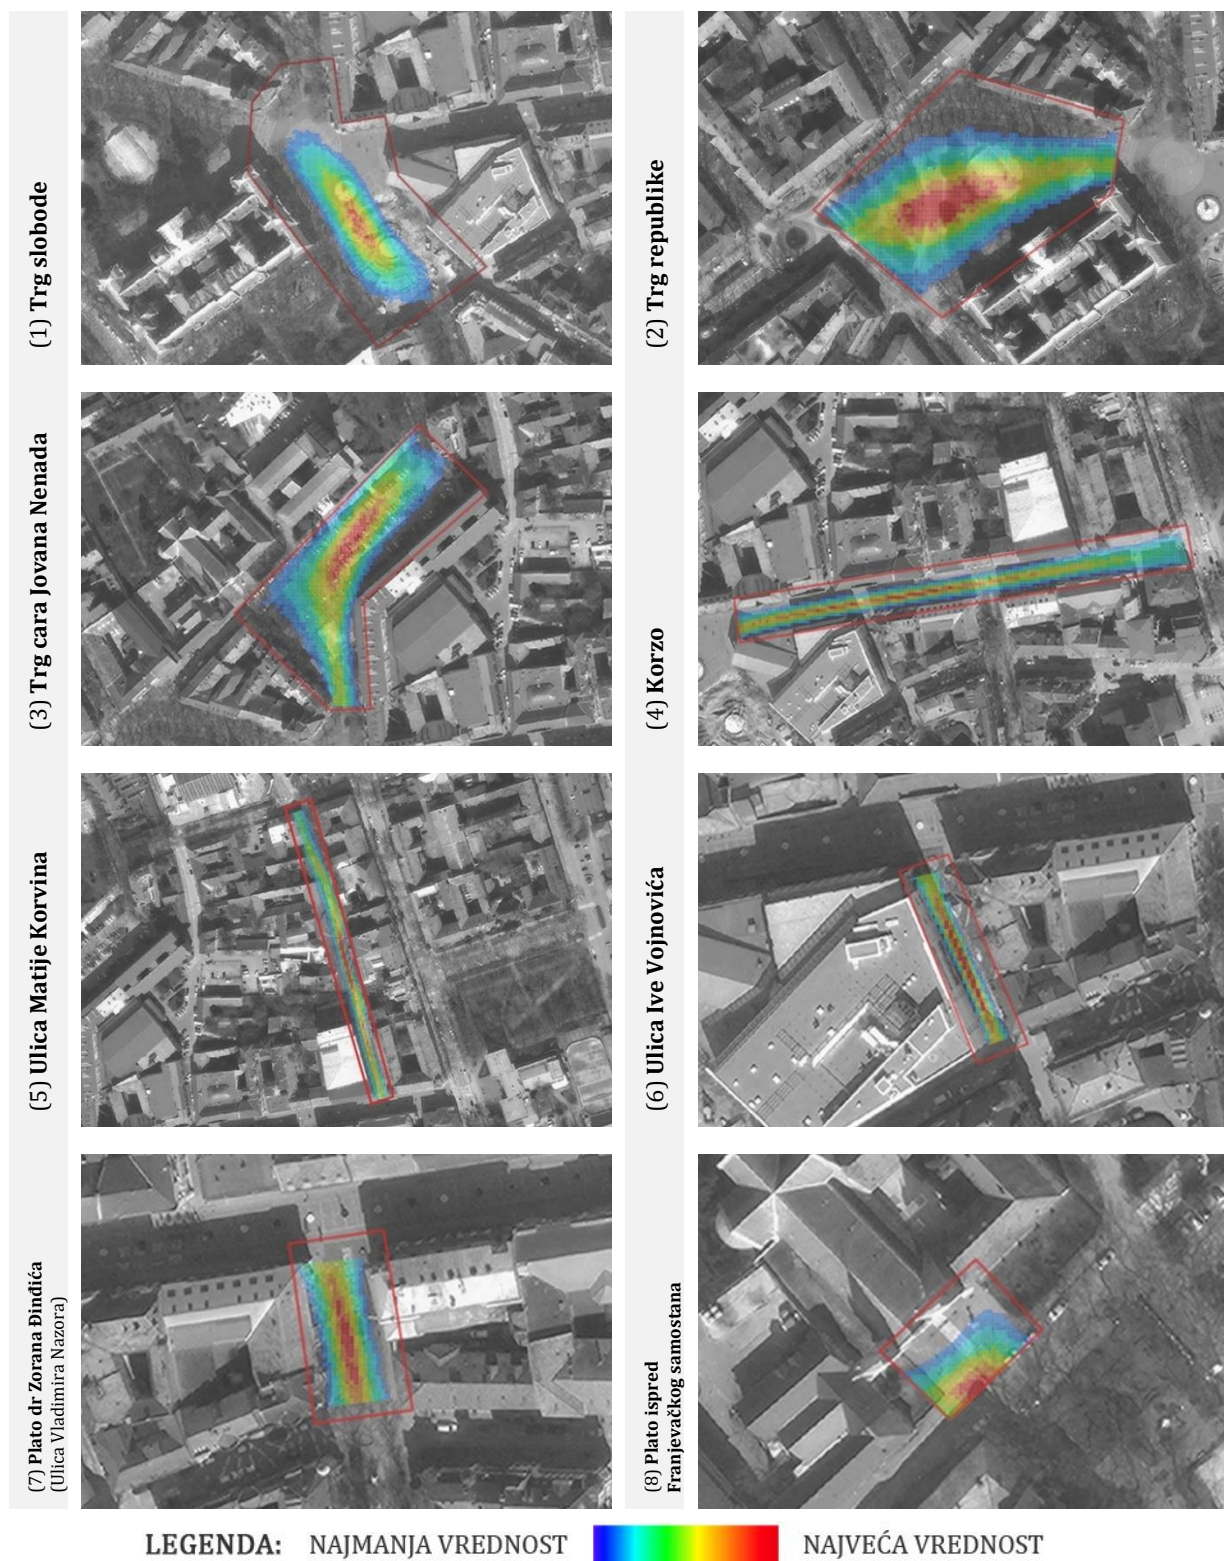 (1) Trg slobode
(2) Trg republike
(3) Trg cara Jovana Nenada
(4) Korzo
(5) Ulica Matije Korvina
(6) Ulica Ive Vojnovića
(7) Plato dr Zorana Đinđića
(Ulica Vladimira Nazora)
(8) Plato ispred
Franjevačkog samostana
LEGENDA: NAJMANJA VREDNOST NAJVEĆA VREDNOST